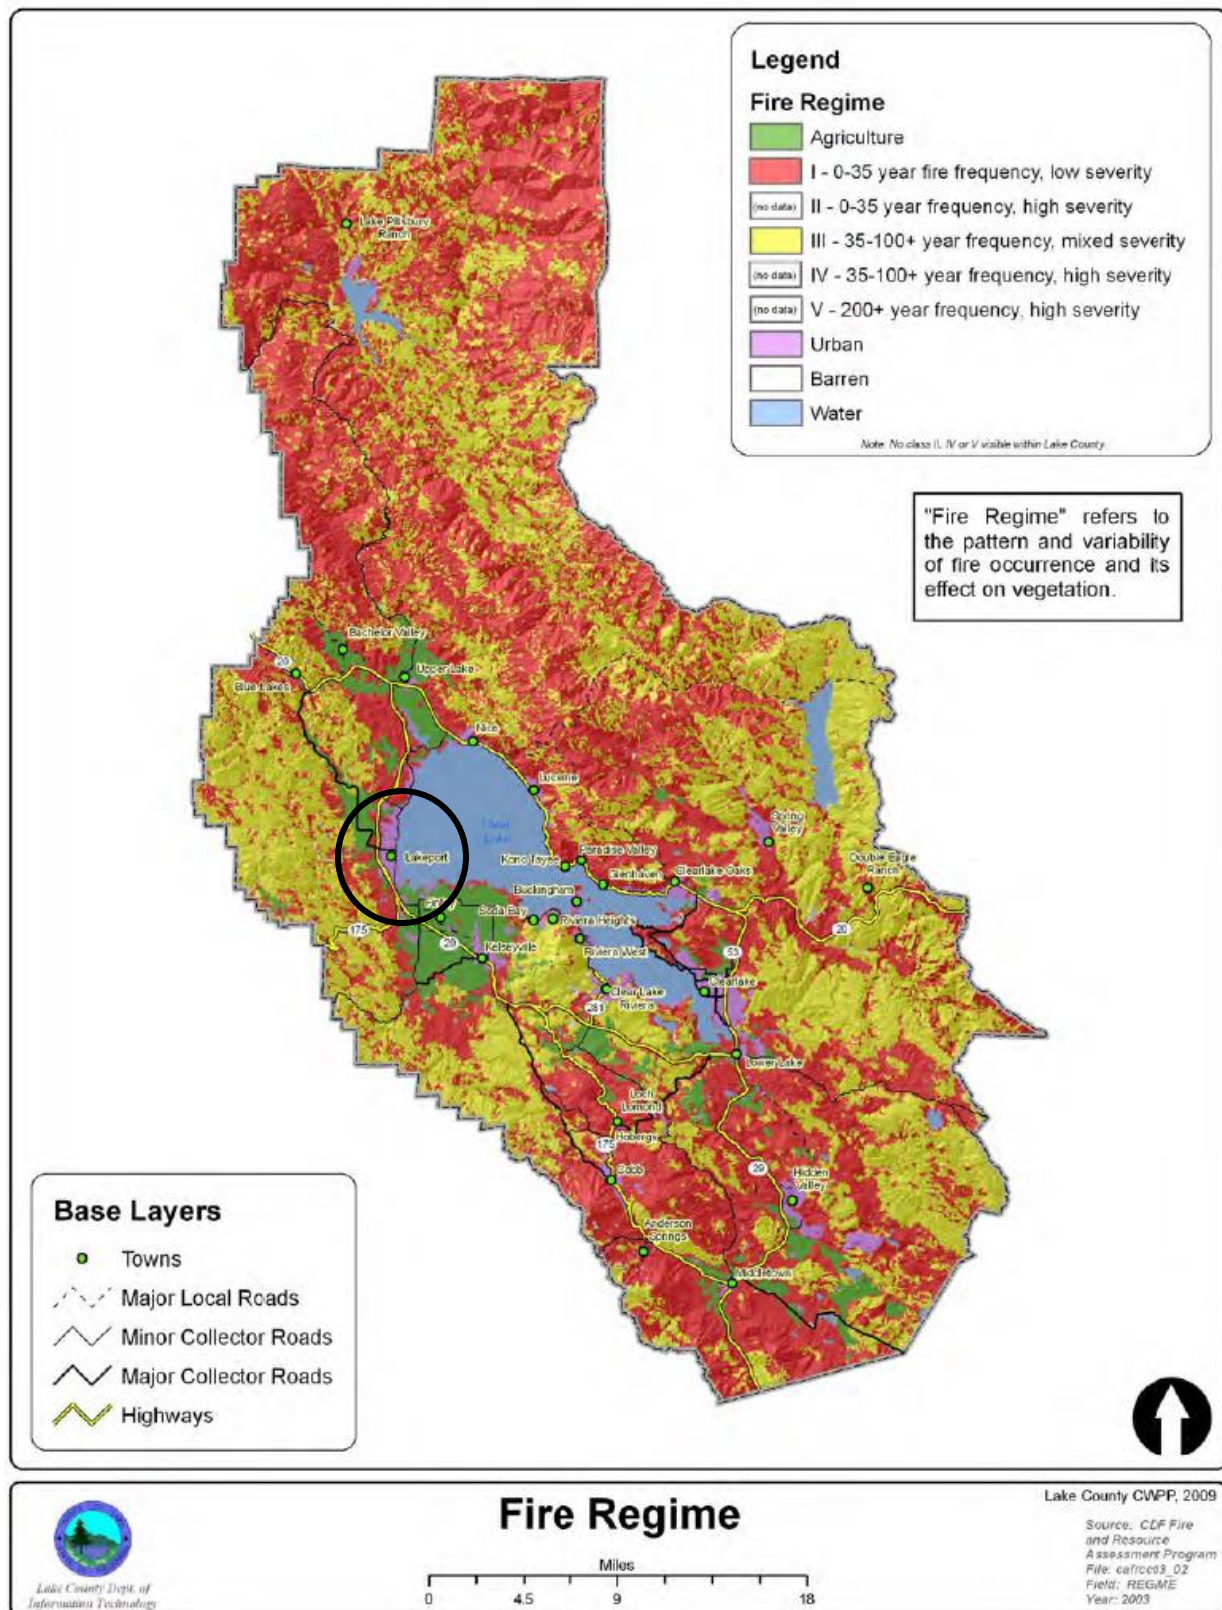 Legend
Fire Regime
Agriculture
I - 0-35 year fire frequency, low severity
(no data) II - 0-35 year frequency, high severity
III - 35-100+ year frequency, mixed severity
(no data) IV - 35-100+ year frequency, high severity
(no data) V - 200+ year frequency, high severity
Urban
Barren
Water
Note: No class II, IV or V visible within Lake County
"Fire Regime" refers to
the pattern and variability
of fire occurrence and its
effect on vegetation.
Lake Pillsbury
Ranch
Bachelor Valley
20
Blue Lakes
Upper Lake
Nice
Lucerne
Clear
Lake
Spring
Valley
Lakeport
Kono Tayee
Paradise Valley
Glenhaven
Clearlake Oaks
Double Eagle
Ranch
Buckingham
Soda Bay
Riviera Heights
175
29
Kelseyville
Riviera West
53
20
Clear Lake
Riviera
Clearlake
281
Lower Lake
Loch
Lomond
Hobergs
175
Cobb
29
Hidden
Valley
Anderson
Springs
Middletown
Base Layers
Towns
Major Local Roads
Minor Collector Roads
Major Collector Roads
Highways
Fire Regime
Miles
0 4.5 9 18
Lake County Dept. of
Information Technology
Lake County CWPP, 2009
Source: CDF Fire
and Resource
Assessment Program
File: cafrcc03_02
Field: REGIME
Year: 2003